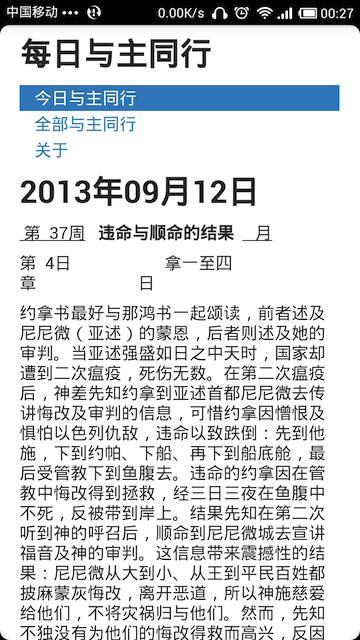 中国移动 ... 0.00K/s 00:27
每日与主同行
今日与主同行
全部与主同行
关于
2013年09月12日
第 37周 违命与顺命的结果 月
第 4日 拿一至四
章 日
约拿书最好与那鸿书一起颂读，前者述及
尼尼微（亚述）的蒙恩，后者则述及她的
审判。当亚述强盛如日之中天时，国家却
遭到二次瘟疫，死伤无数。在第二次瘟疫
后，神差先知约拿到亚述首都尼尼微去传
讲悔改及审判的信息，可惜约拿因憎恨及
惧怕以色列仇敌，违命以致跌倒：先到他
施，下到约帕、下船、再下到船底舱，最
后受管教下到鱼腹去。违命的约拿因在管
教中悔改得到拯救，经三日三夜在鱼腹中
不死，反被带到岸上。结果先知在第二次
听到神的呼召后，顺命到尼尼微城去宣讲
福音及神的审判。这信息带来震撼性的结
果：尼尼微从大到小、从王到平民百姓都
披麻蒙灰悔改，离开恶道，所以神施慈爱
给他们，不将灾祸归与他们。然而，先知
不独没有为他们的悔改得救而高兴，反因